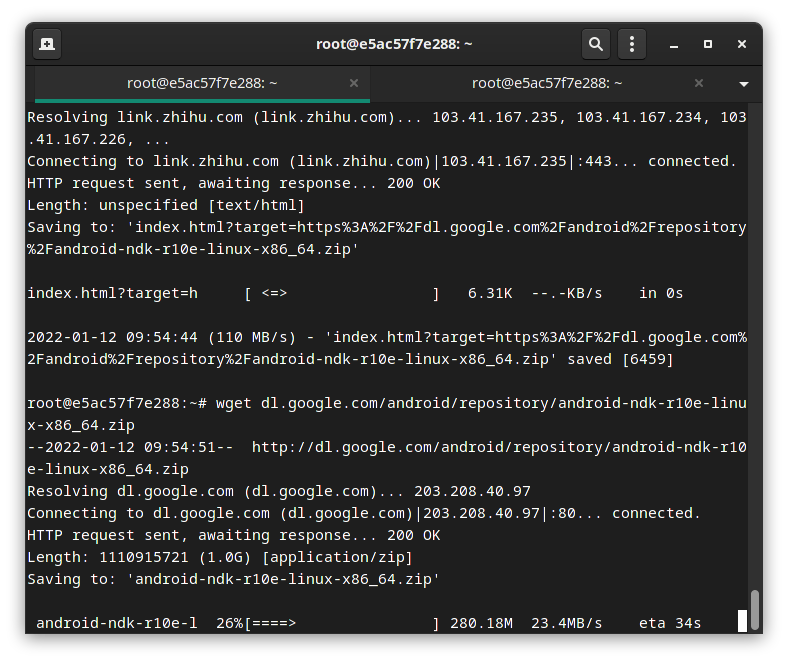 root@e5ac57f7e288: ~
root@e5ac57f7e288: ~ × root@e5ac57f7e288: ~ ×
Resolving link.zhihu.com (link.zhihu.com)... 103.41.167.235, 103.41.167.234, 103
.41.167.226, ...
Connecting to link.zhihu.com (link.zhihu.com)|103.41.167.235|:443... connected.
HTTP request sent, awaiting response... 200 OK
Length: unspecified [text/html]
Saving to: 'index.html?target=https%3A%2F%2Fdl.google.com%2Fandroid%2Frepository
%2Fandroid-ndk-r10e-linux-x86_64.zip'
index.html?target=h     [ <=>                ]   6.31K  --.-KB/s    in 0s
2022-01-12 09:54:44 (110 MB/s) - 'index.html?target=https%3A%2F%2Fdl.google.com%
2Fandroid%2Frepository%2Fandroid-ndk-r10e-linux-x86_64.zip' saved [6459]
root@e5ac57f7e288:~# wget dl.google.com/android/repository/android-ndk-r10e-linu
x-x86_64.zip
--2022-01-12 09:54:51--  http://dl.google.com/android/repository/android-ndk-r10
e-linux-x86_64.zip
Resolving dl.google.com (dl.google.com)... 203.208.40.97
Connecting to dl.google.com (dl.google.com)|203.208.40.97|:80... connected.
HTTP request sent, awaiting response... 200 OK
Length: 1110915721 (1.0G) [application/zip]
Saving to: 'android-ndk-r10e-linux-x86_64.zip'
android-ndk-r10e-l  26%[====>               ] 280.18M  23.4MB/s    eta 34s